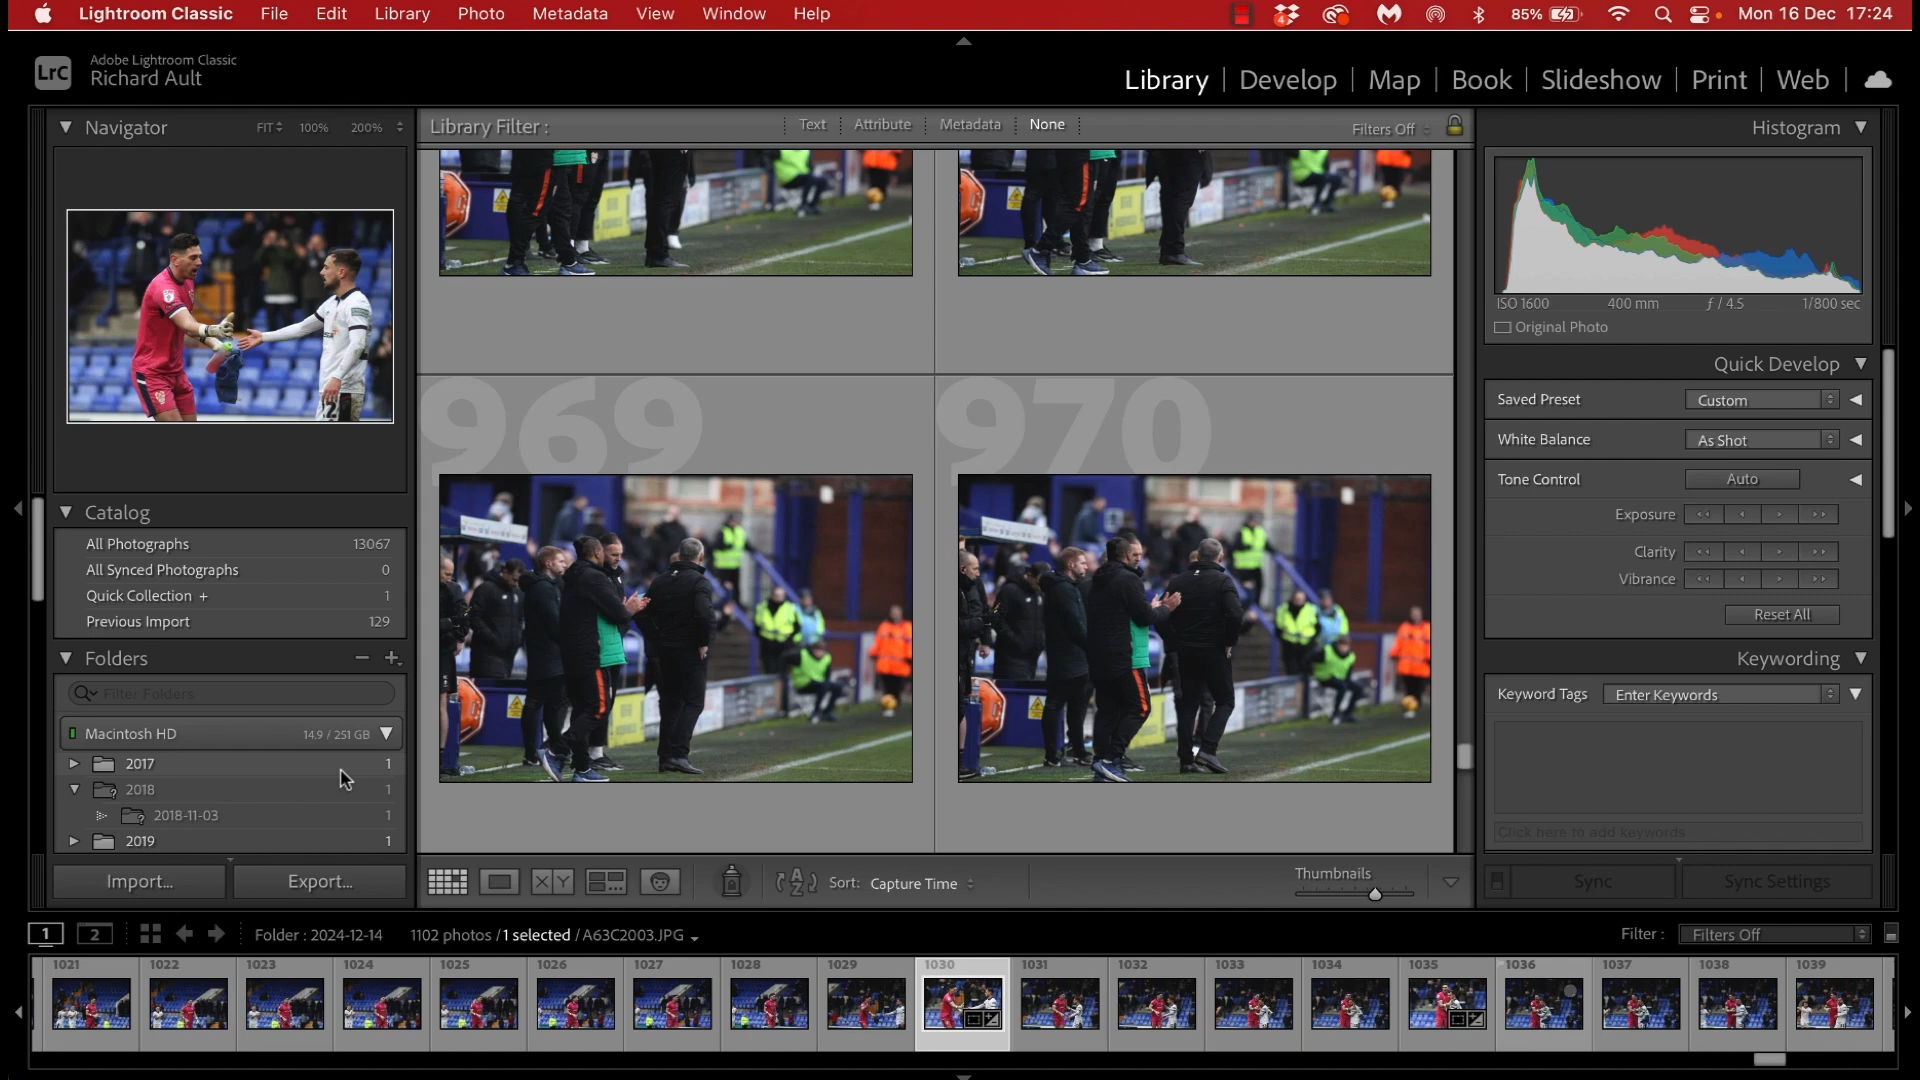 Lightroom Classic File Edit Library Photo Metadata View Window Help 4 85% Mon 16 Dec 17:24
LrC Adobe Lightroom Classic
Richard Ault
Library | Develop | Map | Book | Slideshow | Print | Web
Navigator FIT 100% 200%
Library Filter : Text Attribute Metadata None Filters Off
Histogram
ISO 1600 400 mm ƒ / 4.5 1/800 sec
Original Photo
Quick Develop
Saved Preset Custom
White Balance As Shot
Tone Control Auto
Exposure
Clarity
Vibrance
Reset All
Keywording
Keyword Tags Enter Keywords
Click here to add keywords
Sync Sync Settings
969 970
Catalog
All Photographs 13067
All Synced Photographs 0
Quick Collection + 1
Previous Import 129
Folders
Filter Folders
Macintosh HD 14.9 / 251 GB
2017 1
2018 1
2018-11-03 1
2019 1
Import... Export...
XY AZ Sort: Capture Time Thumbnails
1 2 Folder : 2024-12-14 1102 photos / 1 selected / A63C2003.JPG Filter : Filters Off
1021 1022 1023 1024 1025 1026 1027 1028 1029 1030 1031 1032 1033 1034 1035 1036 1037 1038 1039